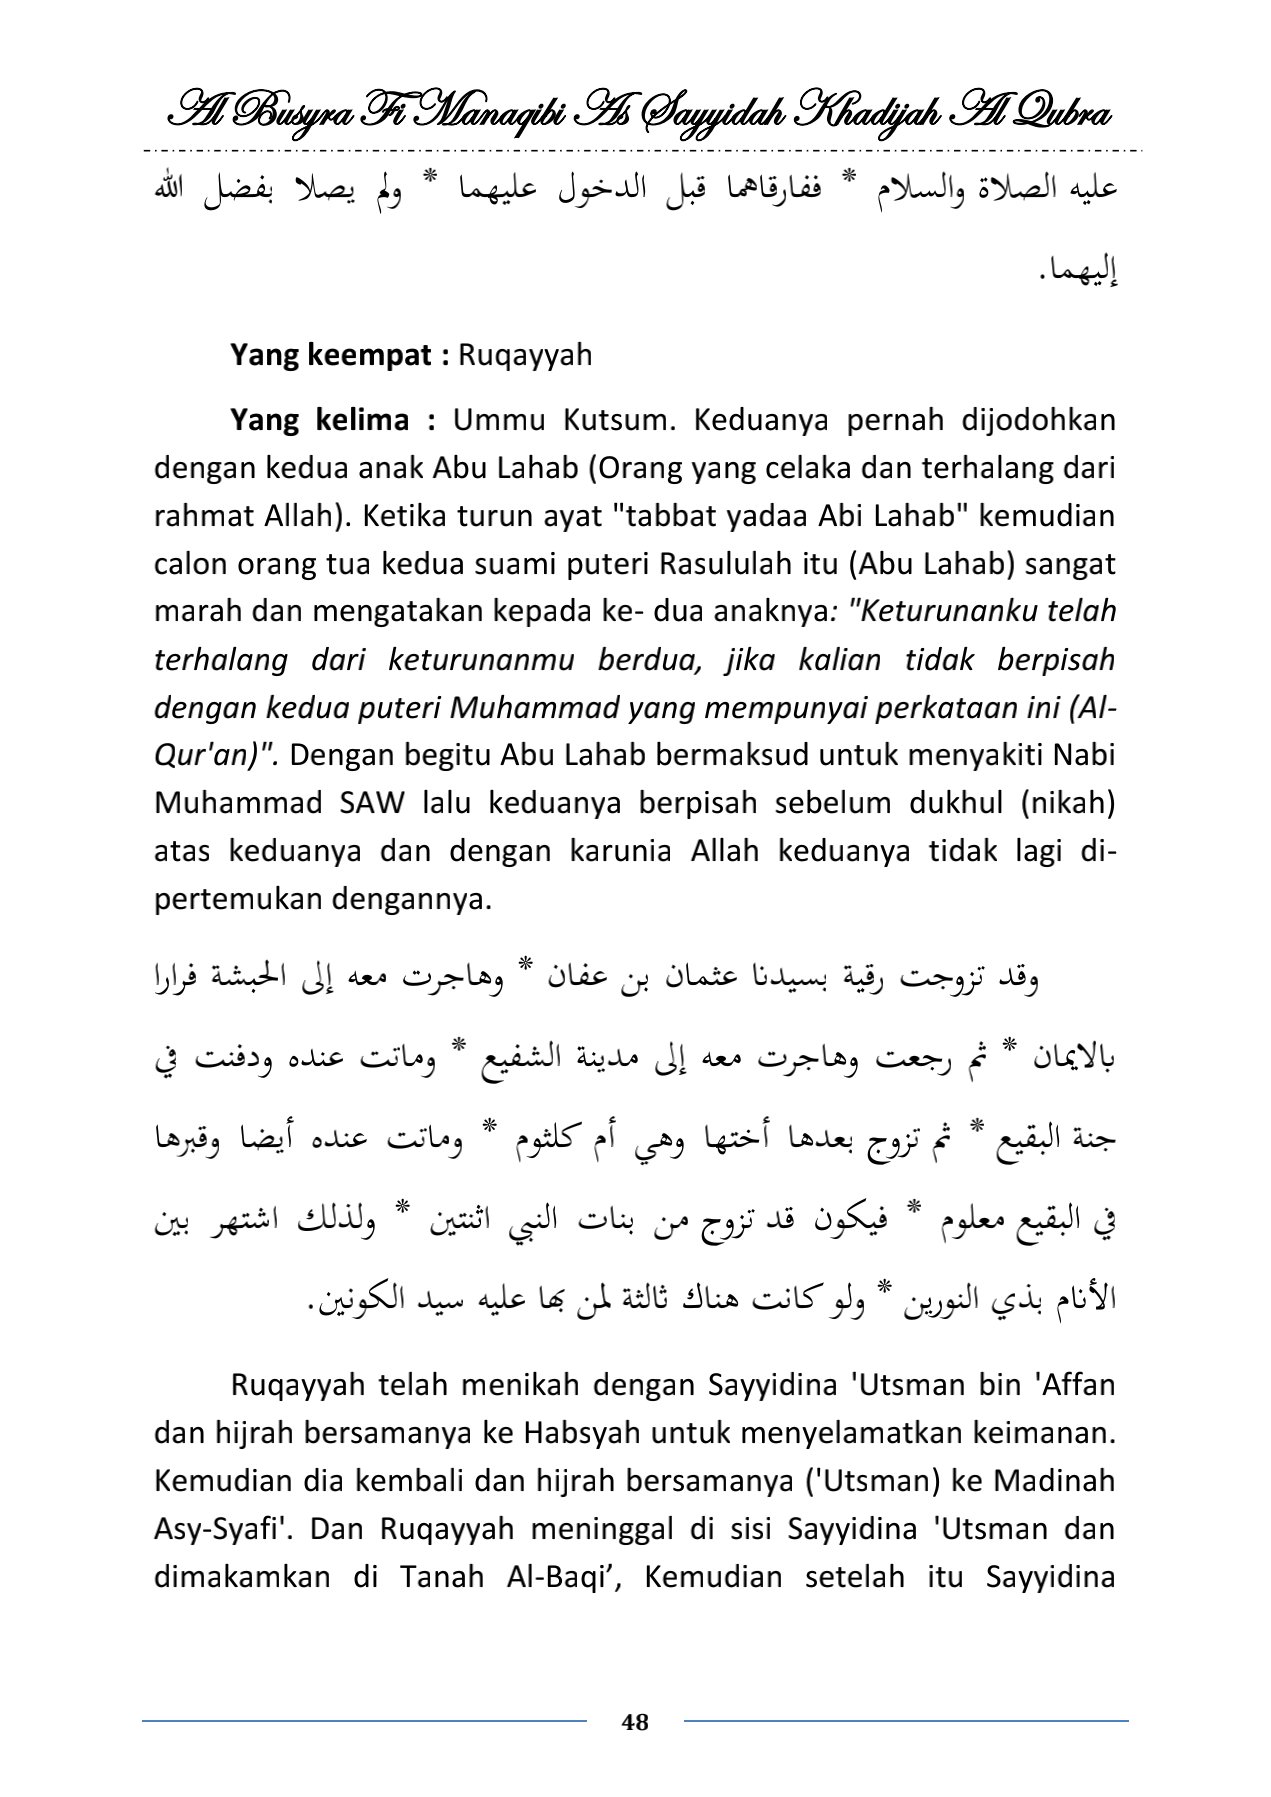 Al Busyra Fi Manaqibi As Sayyidah Khadijah Al Qubra
عليه الصلاة والسلام * ففارقاهما قبل الدخول عليهما * ولم يصلا بفضل الله
إليهما.
Yang keempat : Ruqayyah
Yang kelima : Ummu Kutsum. Keduanya pernah dijodohkan
dengan kedua anak Abu Lahab (Orang yang celaka dan terhalang dari
rahmat Allah). Ketika turun ayat "tabbat yadaa Abi Lahab" kemudian
calon orang tua kedua suami puteri Rasululah itu (Abu Lahab) sangat
marah dan mengatakan kepada ke- dua anaknya: "Keturunanku telah
terhalang dari keturunanmu berdua, jika kalian tidak berpisah
dengan kedua puteri Muhammad yang mempunyai perkataan ini (Al-
Qur'an)". Dengan begitu Abu Lahab bermaksud untuk menyakiti Nabi
Muhammad SAW lalu keduanya berpisah sebelum dukhul (nikah)
atas keduanya dan dengan karunia Allah keduanya tidak lagi di-
pertemukan dengannya.
وقد تزوجت رقية بسيدنا عثمان بن عفان * وهاجرت معه إلى الحبشة فرارا
بالايمان * ثم رجعت وهاجرت معه إلى مدينة الشفيع * وماتت عنده ودفنت في
جنة البقيع * ثم تزوج بعدها أختها وهي أم كلثوم * وماتت عنده أيضا وقبرها
في البقيع معلوم * فيكون قد تزوج من بنات النبي اثنتين * ولذلك اشتهر بين
الأنام بذي النورين * ولو كانت هناك ثالثة لمن بها عليه سيد الكونين.
Ruqayyah telah menikah dengan Sayyidina 'Utsman bin 'Affan
dan hijrah bersamanya ke Habsyah untuk menyelamatkan keimanan.
Kemudian dia kembali dan hijrah bersamanya ('Utsman) ke Madinah
Asy-Syafi'. Dan Ruqayyah meninggal di sisi Sayyidina 'Utsman dan
dimakamkan di Tanah Al-Baqi’, Kemudian setelah itu Sayyidina
48